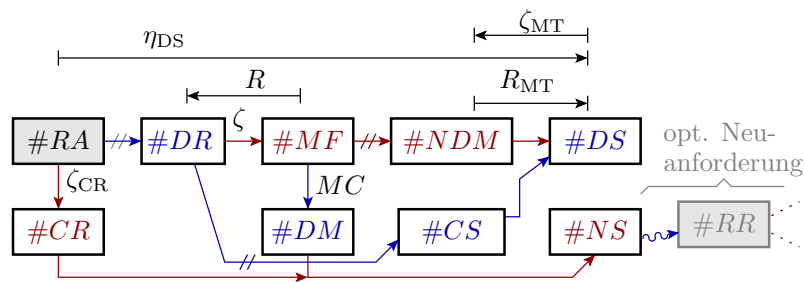 ζ_MT
η_DS
R
R_MT
#RA
#DR
ζ
#MF
#NDM
#DS
opt. Neu-
anforderung
ζ_CR
MC
#CR
#DM
#CS
#NS
#RR